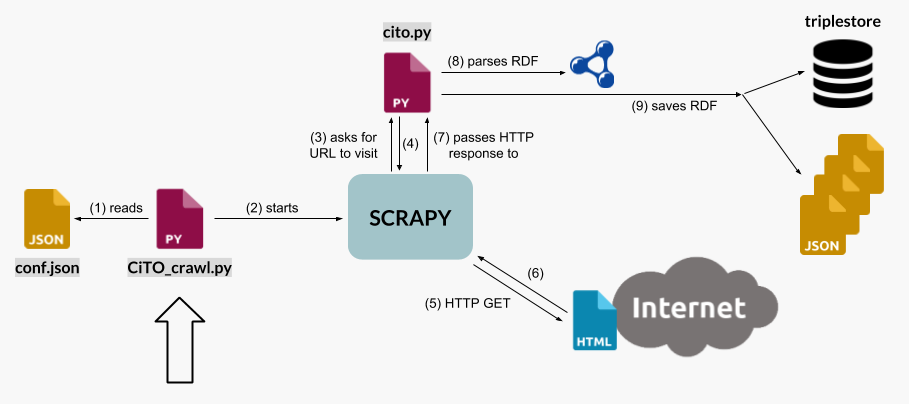 triplestore
cito.py
(8) parses RDF
PY
(9) saves RDF
(3) asks for
URL to visit
(4)
(7) passes HTTP
response to
(1) reads
(2) starts
SCRAPY
JSON
PY
JSON
conf.json
CiTO_crawl.py
(6)
(5) HTTP GET
Internet
HTML